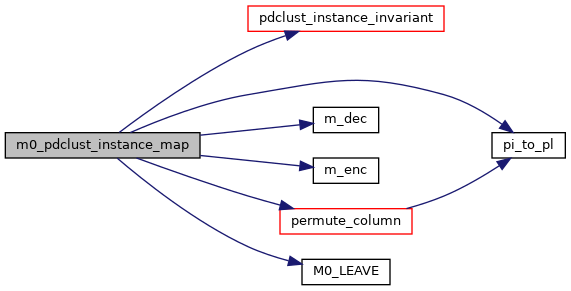 pdclust_instance_invariant
m_dec
pi_to_pl
m0_pdclust_instance_map
m_enc
permute_column
M0_LEAVE